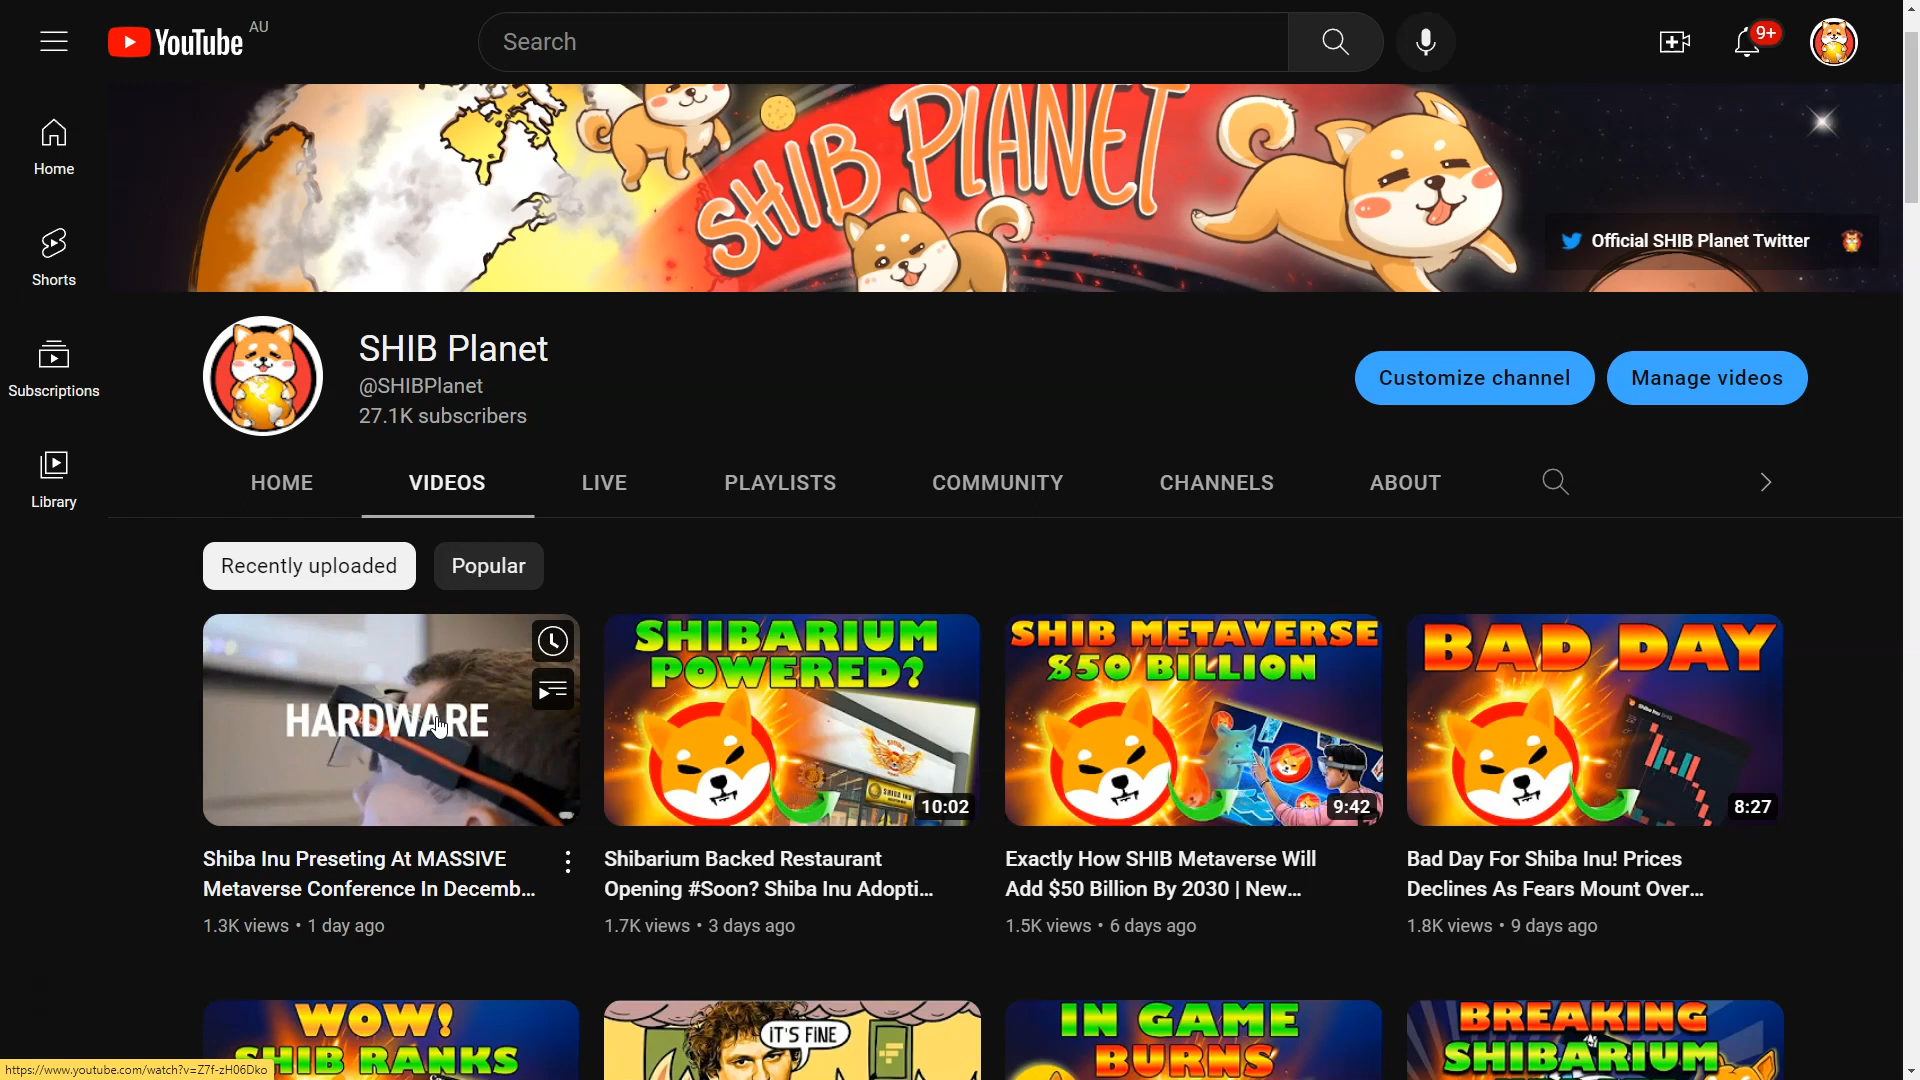 YouTube AU
Search
9+
Home
Shorts
Subscriptions
Library
SHIB PLANET
Official SHIB Planet Twitter
SHIB Planet
@SHIBPlanet
27.1K subscribers
Customize channel
Manage videos
HOME VIDEOS LIVE PLAYLISTS COMMUNITY CHANNELS ABOUT
Recently uploaded Popular
HARDWARE
Shiba Inu Preseting At MASSIVE
Metaverse Conference In Decemb...
1.3K views • 1 day ago
SHIBARIUM
POWERED?
SHIBA INU
10:02
Shibarium Backed Restaurant
Opening #Soon? Shiba Inu Adopti...
1.7K views • 3 days ago
SHIB METAVERSE
$50 BILLION
9:42
Exactly How SHIB Metaverse Will
Add $50 Billion By 2030 | New...
1.5K views • 6 days ago
BAD DAY
Shiba Inu
8:27
Bad Day For Shiba Inu! Prices
Declines As Fears Mount Over...
1.8K views • 9 days ago
WOW!
SHIB RANKS
IT'S FINE
IN GAME
BURNS
BREAKING
SHIBARIUM
https://www.youtube.com/watch?v=Z7f-zH06Dko